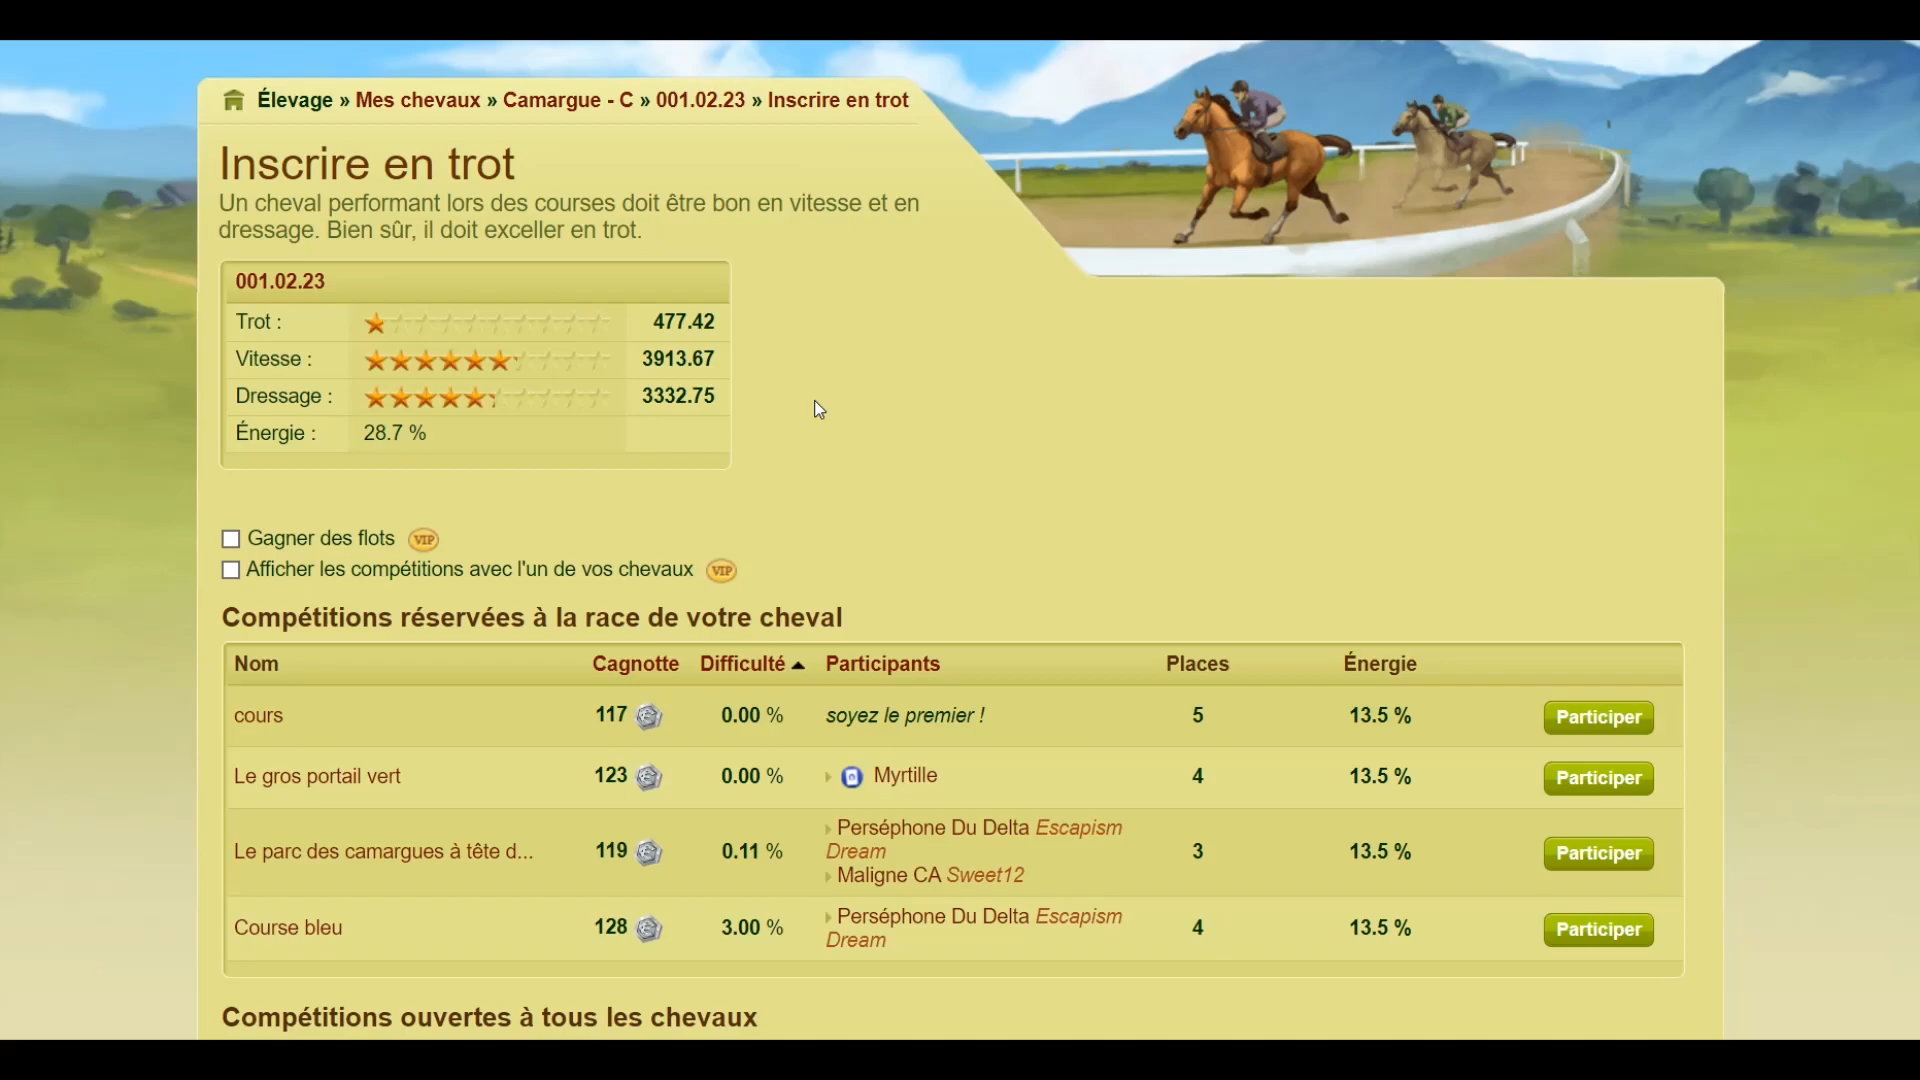 Élevage » Mes chevaux » Camargue - C » 001.02.23 » Inscrire en trot
Inscrire en trot
Un cheval performant lors des courses doit être bon en vitesse et en
dressage. Bien sûr, il doit exceller en trot.
001.02.23
Trot : 477.42
Vitesse : 3913.67
Dressage : 3332.75
Énergie : 28.7 %
Gagner des flots VIP
Afficher les compétitions avec l'un de vos chevaux VIP
Compétitions réservées à la race de votre cheval
Nom Cagnotte Difficulté Participants Places Énergie
cours 117 0.00 % soyez le premier ! 5 13.5 % Participer
Le gros portail vert 123 0.00 % Myrtille 4 13.5 % Participer
Le parc des camargues à tête d... 119 0.11 % Perséphone Du Delta Escapism
Dream
Maligne CA Sweet12 3 13.5 % Participer
Course bleu 128 3.00 % Perséphone Du Delta Escapism
Dream 4 13.5 % Participer
Compétitions ouvertes à tous les chevaux